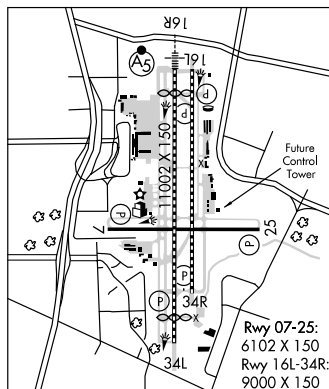 16R
A5
16L
P
P
11002 X 150
Future
Control
Tower
P
7
25
P
P
P
34R
x
34L
Rwy 07-25:
6102 X 150
Rwy 16L-34R:
9000 X 150